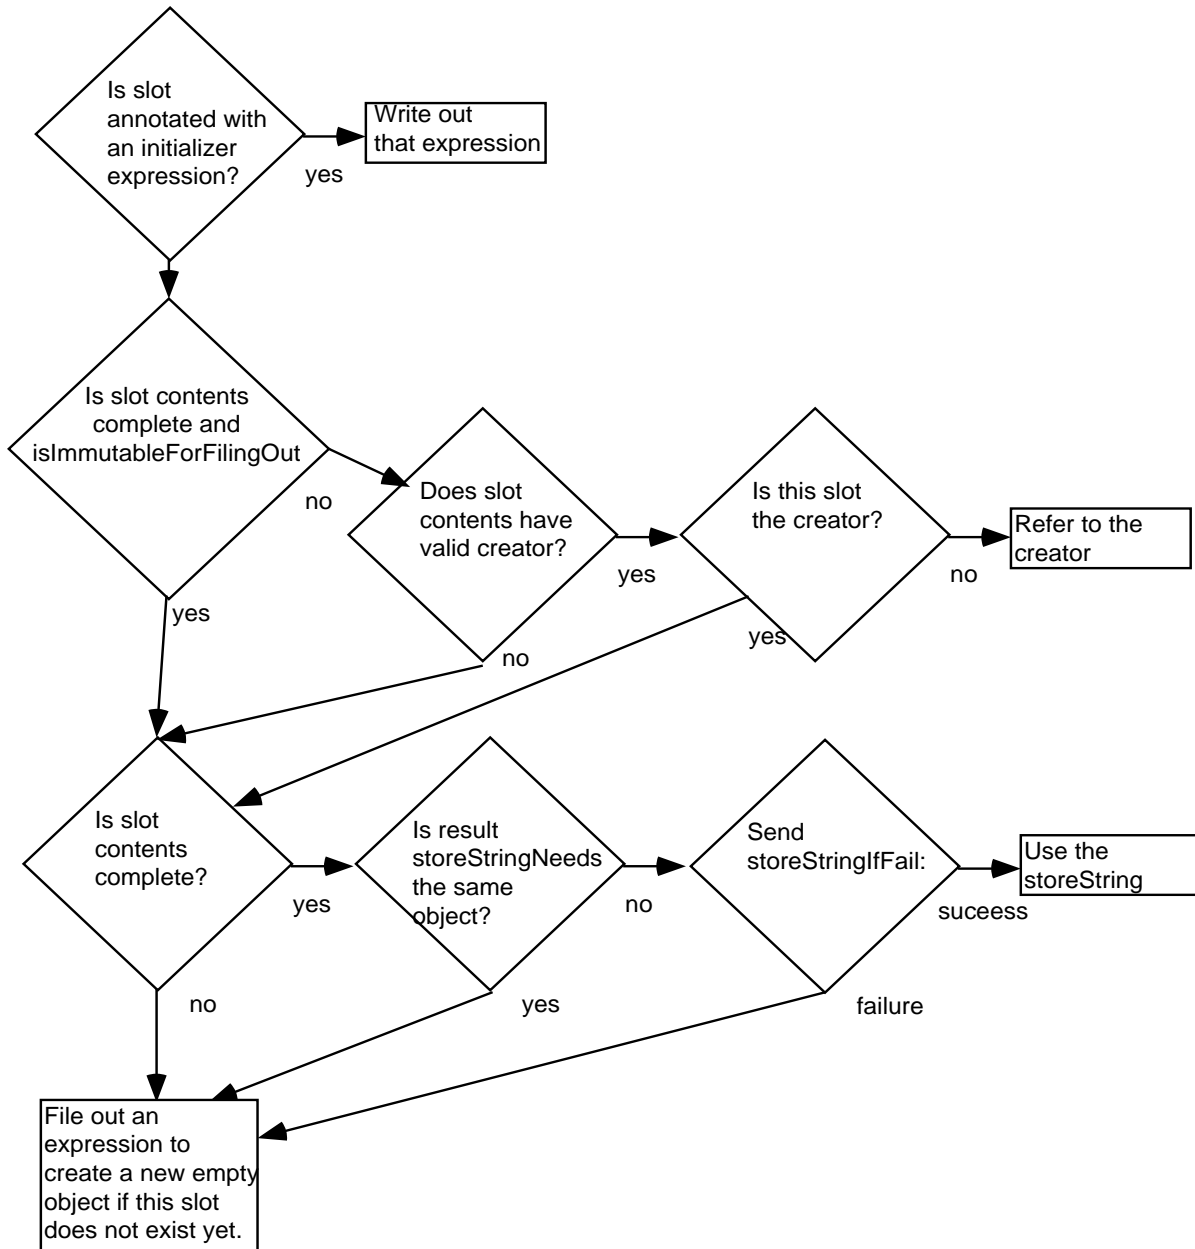 Is slot
annotated with
an initializer
expression?
Write out
that expression
yes
Is slot contents
complete and
isImmutableForFilingOut
no
Does slot
contents have
valid creator?
yes
Is this slot
the creator?
no
Refer to the
creator
yes
no
yes
Is slot
contents
complete?
yes
Is result
storeStringNeeds
the same
object?
no
Send
storeStringIfFail:
suceess
Use the
storeString
no
yes
failure
File out an
expression to
create a new empty
object if this slot
does not exist yet.